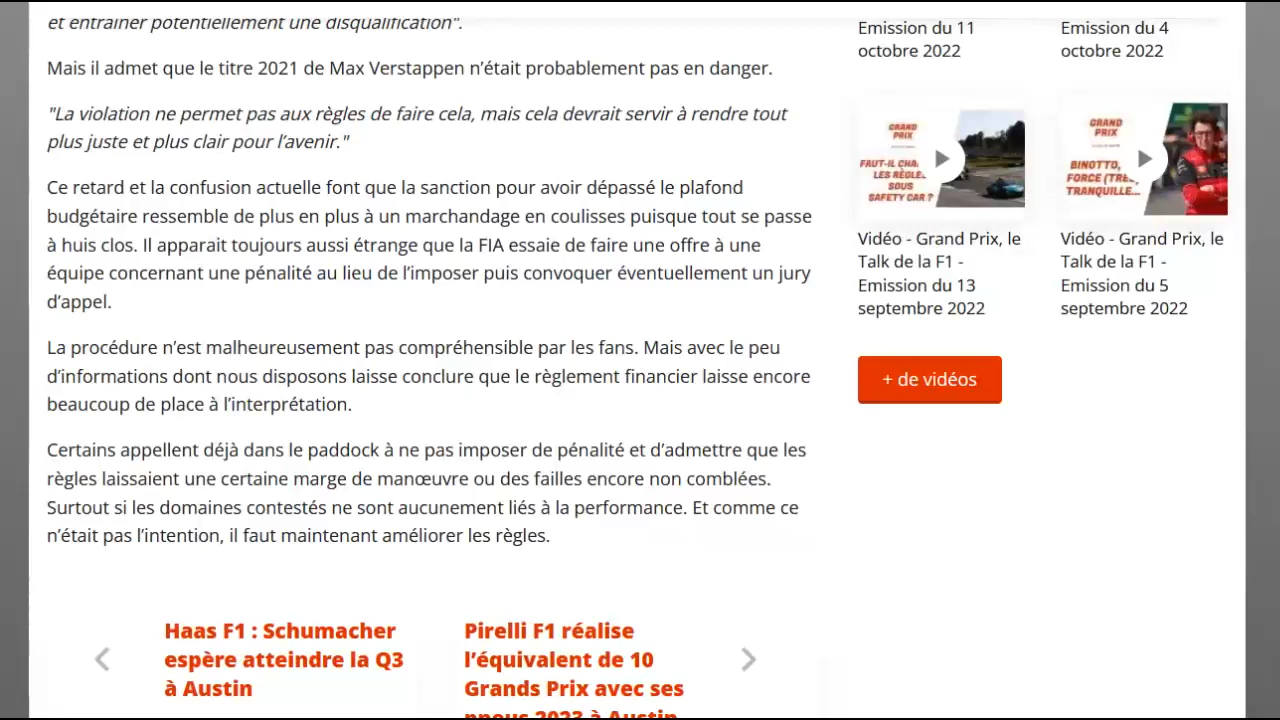 et entraîner potentiellement une disqualification".
Mais il admet que le titre 2021 de Max Verstappen n’était probablement pas en danger.
"La violation ne permet pas aux règles de faire cela, mais cela devrait servir à rendre tout
plus juste et plus clair pour l’avenir."
Ce retard et la confusion actuelle font que la sanction pour avoir dépassé le plafond
budgétaire ressemble de plus en plus à un marchandage en coulisses puisque tout se passe
à huis clos. Il apparait toujours aussi étrange que la FIA essaie de faire une offre à une
équipe concernant une pénalité au lieu de l’imposer puis convoquer éventuellement un jury
d’appel.
La procédure n’est malheureusement pas compréhensible par les fans. Mais avec le peu
d’informations dont nous disposons laisse conclure que le règlement financier laisse encore
beaucoup de place à l’interprétation.
Certains appellent déjà dans le paddock à ne pas imposer de pénalité et d’admettre que les
règles laissaient une certaine marge de manœuvre ou des failles encore non comblées.
Surtout si les domaines contestés ne sont aucunement liés à la performance. Et comme ce
n’était pas l’intention, il faut maintenant améliorer les règles.
Haas F1 : Schumacher
espère atteindre la Q3
à Austin
Pirelli F1 réalise
l’équivalent de 10
Grands Prix avec ses
pneus 2023 à Austin
Emission du 11
octobre 2022
Emission du 4
octobre 2022
GRAND
PRIX
FAUT-IL
LES
SOUS
SAFETY CAR ?
GRAND
PRIX
BINOTTO,
FORCE
TRANQUILLE...
Vidéo - Grand Prix, le
Talk de la F1 -
Emission du 13
septembre 2022
Vidéo - Grand Prix, le
Talk de la F1 -
Emission du 5
septembre 2022
+ de vidéos